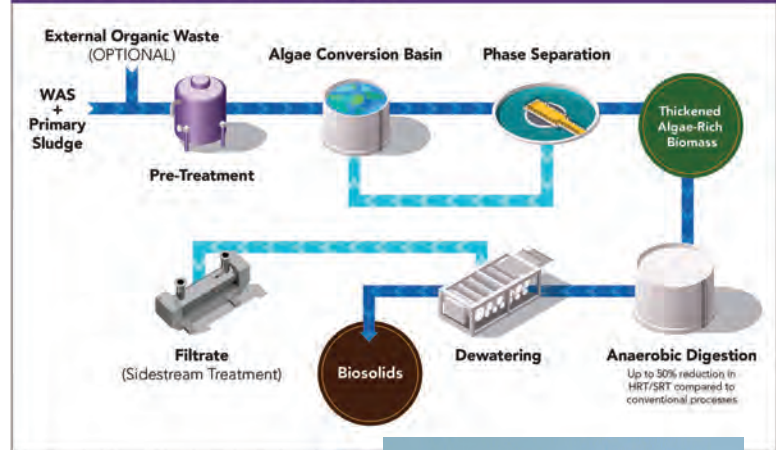 External Organic Waste
(OPTIONAL)
Algae Conversion Basin
Phase Separation
WAS
+
Primary
Sludge
Thickened
Algae-Rich
Biomass
Pre-Treatment
Filtrate
(Sidestream Treatment)
Biosolids
Dewatering
Anaerobic Digestion
Up to 50% reduction in
HRT/SRT compared to
conventional processes